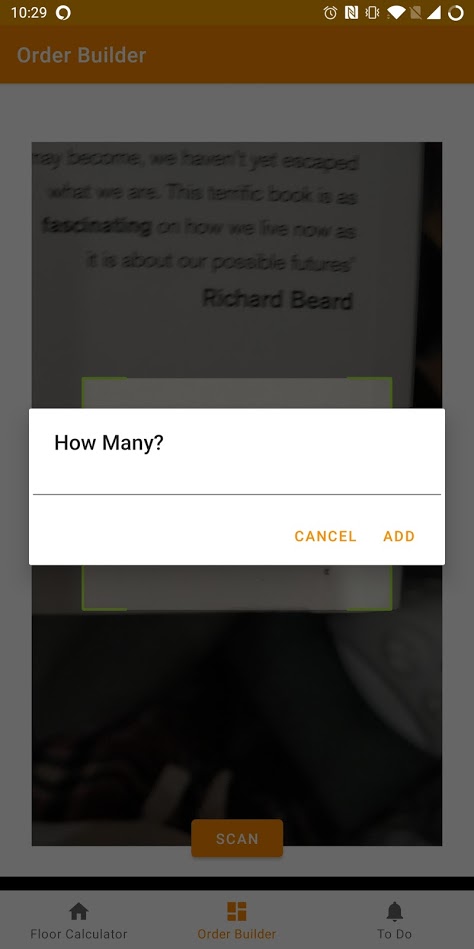 10:29
Order Builder
may become, we haven't yet escaped
what we are. This terrific book is as
fascinating on how we live now as
it is about our possible futures'
Richard Beard
How Many?
CANCEL ADD
SCAN
Floor Calculator Order Builder To Do